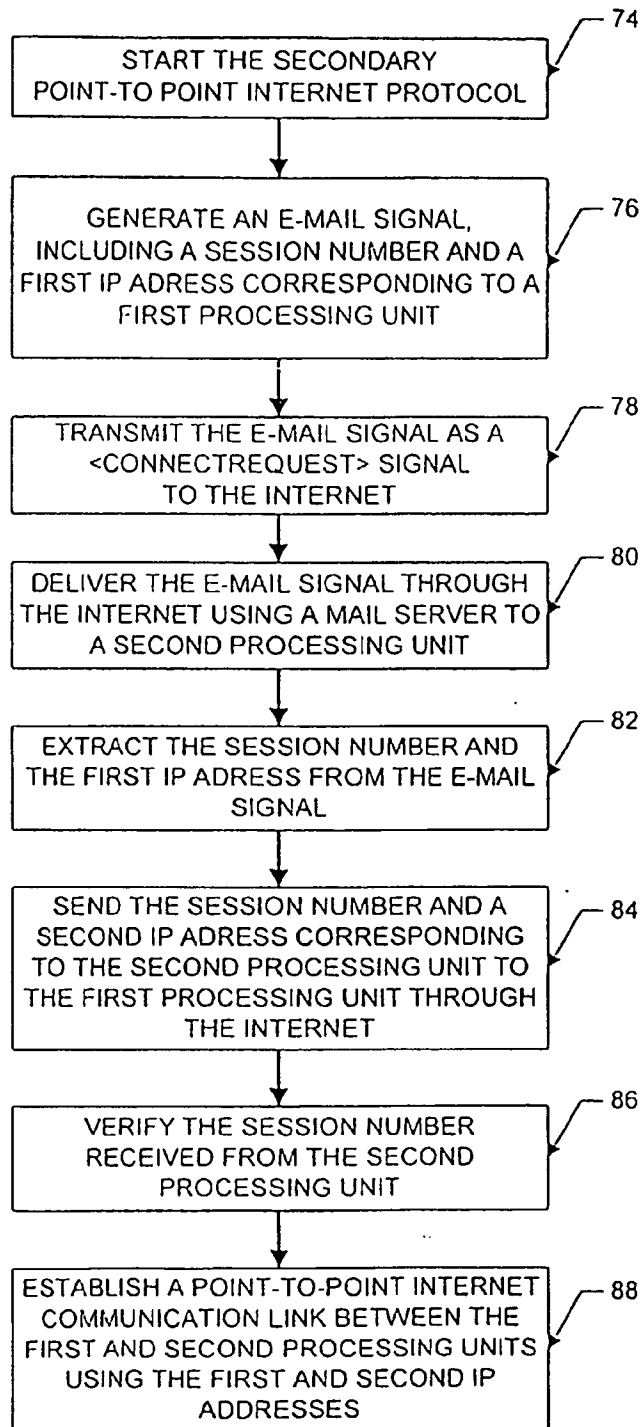 74
START THE SECONDARY
POINT-TO POINT INTERNET PROTOCOL
76
GENERATE AN E-MAIL SIGNAL,
INCLUDING A SESSION NUMBER AND A
FIRST IP ADRESS CORRESPONDING TO A
FIRST PROCESSING UNIT
78
TRANSMIT THE E-MAIL SIGNAL AS A
<CONNECTREQUEST> SIGNAL
TO THE INTERNET
80
DELIVER THE E-MAIL SIGNAL THROUGH
THE INTERNET USING A MAIL SERVER TO
A SECOND PROCESSING UNIT
82
EXTRACT THE SESSION NUMBER AND
THE FIRST IP ADRESS FROM THE E-MAIL
SIGNAL
84
SEND THE SESSION NUMBER AND A
SECOND IP ADRESS CORRESPONDING
TO THE SECOND PROCESSING UNIT TO
THE FIRST PROCESSING UNIT THROUGH
THE INTERNET
86
VERIFY THE SESSION NUMBER
RECEIVED FROM THE SECOND
PROCESSING UNIT
88
ESTABLISH A POINT-TO-POINT INTERNET
COMMUNICATION LINK BETWEEN THE
FIRST AND SECOND PROCESSING UNITS
USING THE FIRST AND SECOND IP
ADDRESSES